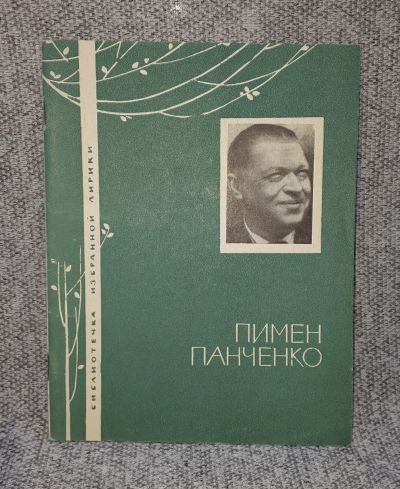 БИБЛИОТЕЧКА ИЗБРАННОЙ ЛИРИКИ
ПИМЕН
ПАНЧЕНКО